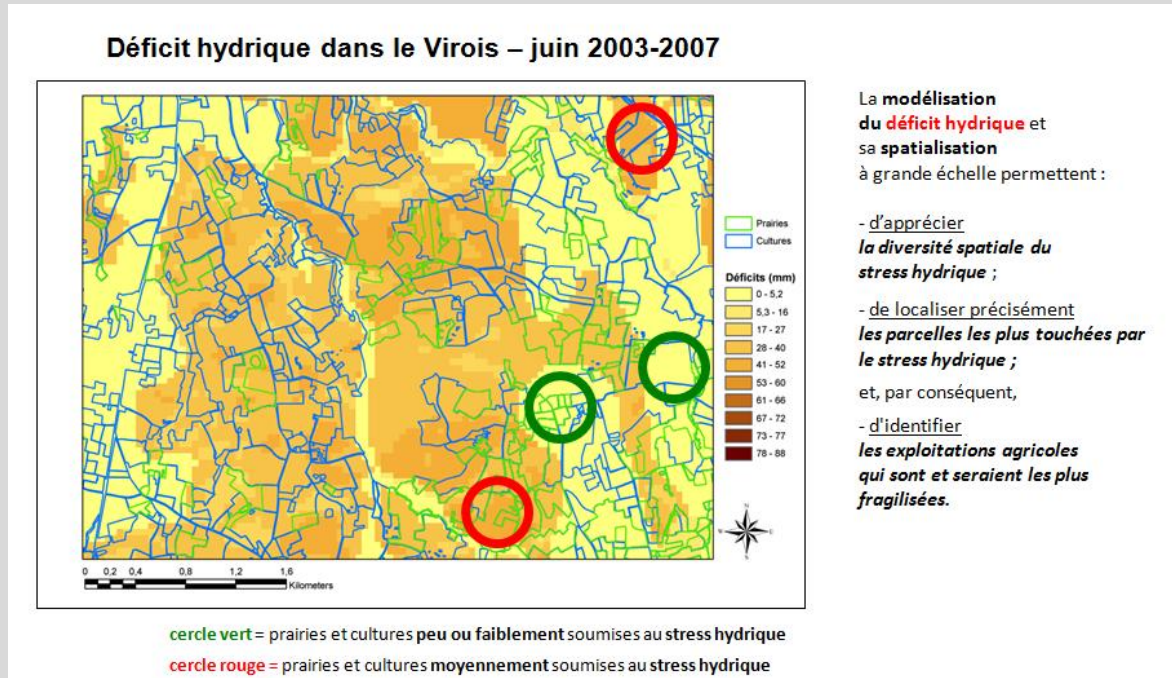 Déficit hydrique dans le Virois – juin 2003-2007
Prairies
Cultures
Déficits (mm)
0 - 5,2
5,3 - 16
17 - 27
28 - 40
41 - 52
53 - 60
61 - 66
67 - 72
73 - 77
78 - 88
N
W E
S
0 0,2 0,4 0,8 1,2 1,6
Kilometers
La modélisation
du déficit hydrique et
sa spatialisation
à grande échelle permettent :
- d'apprécier
la diversité spatiale du
stress hydrique ;
- de localiser précisément
les parcelles les plus touchées par
le stress hydrique ;
et, par conséquent,
- d'identifier
les exploitations agricoles
qui sont et seraient les plus
fragilisées.
cercle vert = prairies et cultures peu ou faiblement soumises au stress hydrique
cercle rouge = prairies et cultures moyennement soumises au stress hydrique